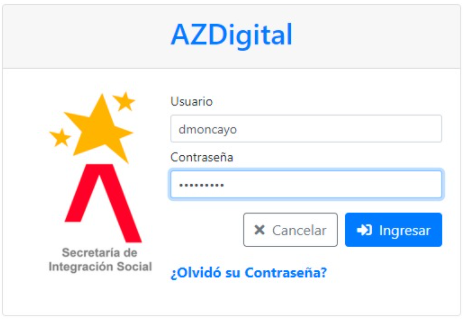 AZDigital
Usuario
dmoncayo
Contraseña
•••••••••
Cancelar
Ingresar
Secretaría de
Integración Social
¿Olvidó su Contraseña?